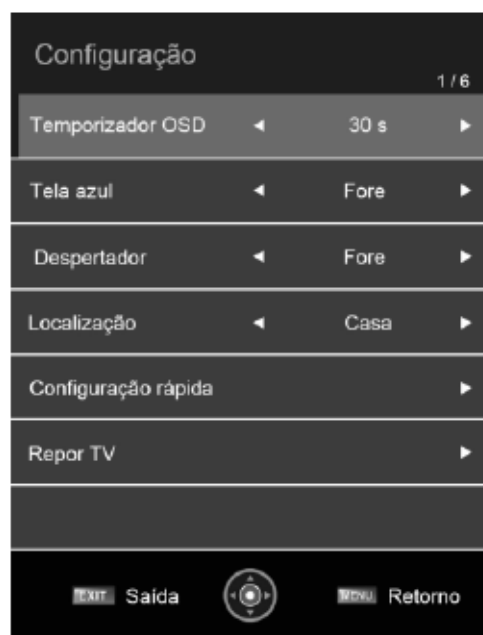 Configuração
1 / 6
Temporizador OSD 30 s
Tela azul Fore
Despertador Fore
Localização Casa
Configuração rápida
Repor TV
EXIT Saída MENU Retorno